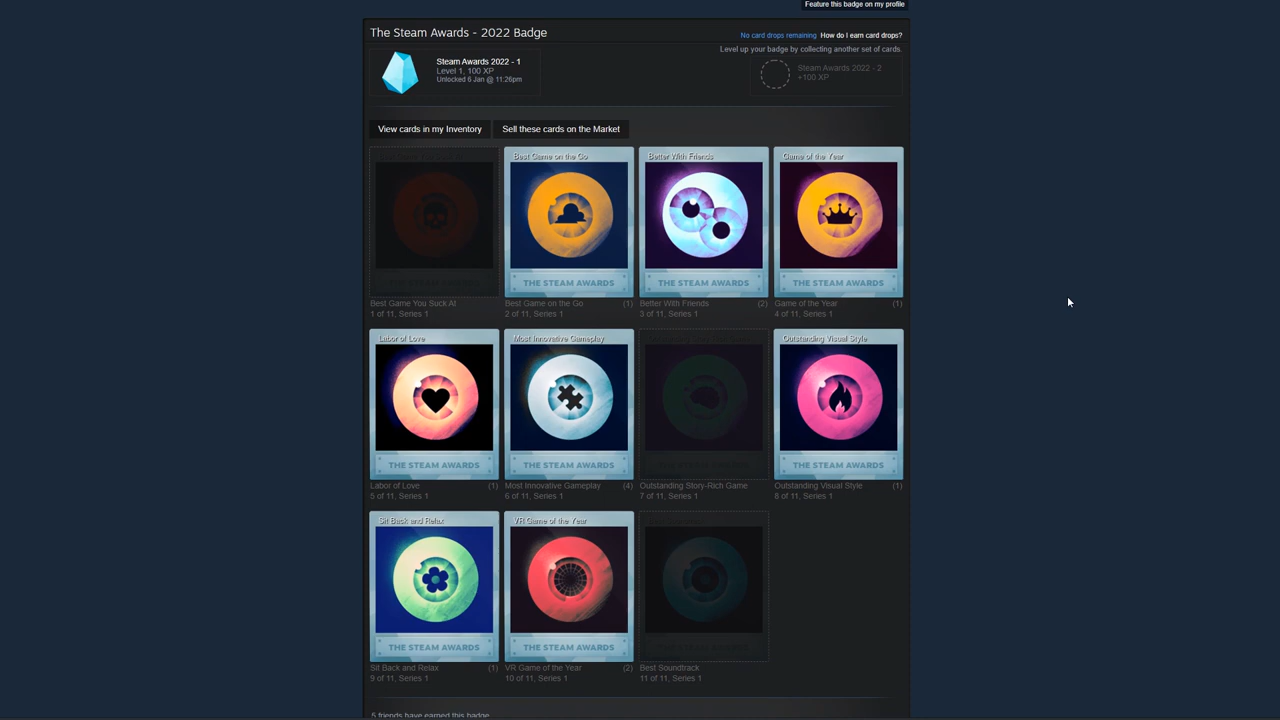 Feature this badge on my profile
The Steam Awards - 2022 Badge
No card drops remaining How do I earn card drops?
Level up your badge by collecting another set of cards.
Steam Awards 2022 - 1
Level 1, 100 XP
Unlocked 6 Jan @ 11:26pm
Steam Awards 2022 - 2
+100 XP
View cards in my Inventory
Sell these cards on the Market
Best Game on the Go
Better With Friends
Game of the Year
THE STEAM AWARDS
THE STEAM AWARDS
THE STEAM AWARDS
Best Game You Suck At
1 of 11, Series 1
Best Game on the Go (1)
2 of 11, Series 1
Better With Friends (2)
3 of 11, Series 1
Game of the Year (1)
4 of 11, Series 1
Labor of Love
Most Innovative Gameplay
Outstanding Visual Style
THE STEAM AWARDS
THE STEAM AWARDS
THE STEAM AWARDS
Labor of Love (1)
5 of 11, Series 1
Most Innovative Gameplay (4)
6 of 11, Series 1
Outstanding Story-Rich Game
7 of 11, Series 1
Outstanding Visual Style (1)
8 of 11, Series 1
Sit Back and Relax
VR Game of the Year
THE STEAM AWARDS
THE STEAM AWARDS
Sit Back and Relax (1)
9 of 11, Series 1
VR Game of the Year (2)
10 of 11, Series 1
Best Soundtrack
11 of 11, Series 1
5 friends have earned this badge